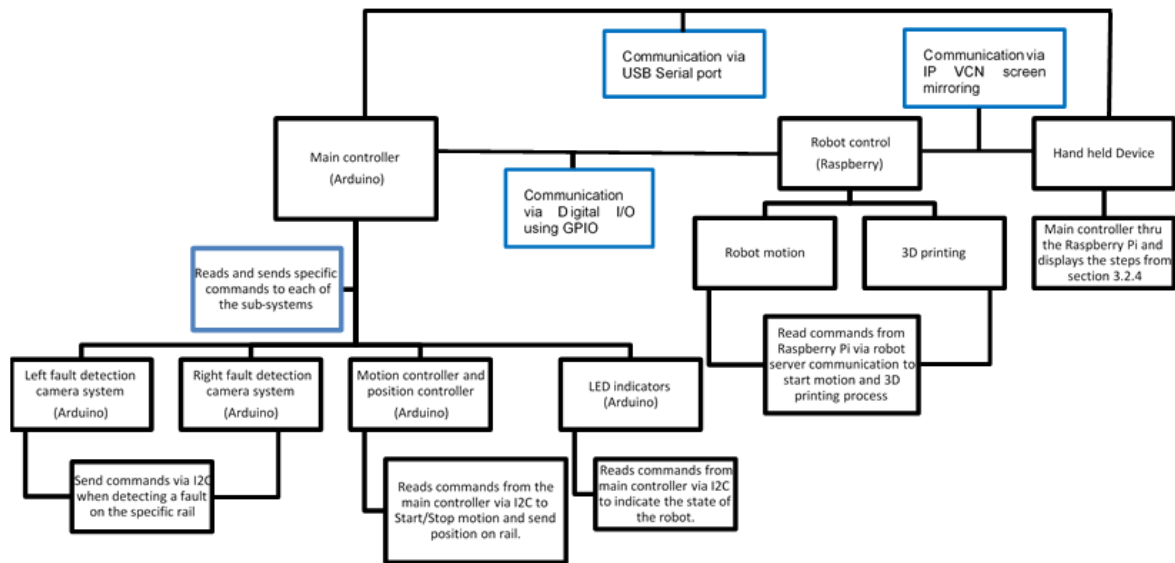 Communication via
USB Serial port
Communication via
IP VCN screen
mirroring
Main controller
(Arduino)
Robot control
(Raspberry)
Hand held Device
Communication
via Digital I/O
using GPIO
Robot motion
3D printing
Main controller thru
the Raspberry Pi and
displays the steps from
section 3.2.4
Reads and sends specific
commands to each of
the sub-systems
Read commands from
Raspberry Pi via robot
server communication to
start motion and 3D
printing process
Left fault detection
camera system
(Arduino)
Right fault detection
camera system
(Arduino)
Motion controller and
position controller
(Arduino)
LED indicators
(Arduino)
Send commands via I2C
when detecting a fault
on the specific rail
Reads commands from the
main controller via I2C to
Start/Stop motion and send
position on rail.
Reads commands from
main controller via I2C
to indicate the state of
the robot.